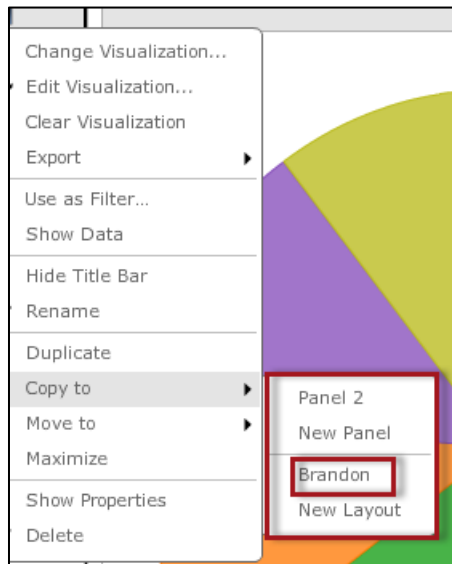 Change Visualization...
Edit Visualization...
Clear Visualization
Export
Use as Filter...
Show Data
Hide Title Bar
Rename
Duplicate
Copy to
Move to
Maximize
Show Properties
Delete
Panel 2
New Panel
Brandon
New Layout